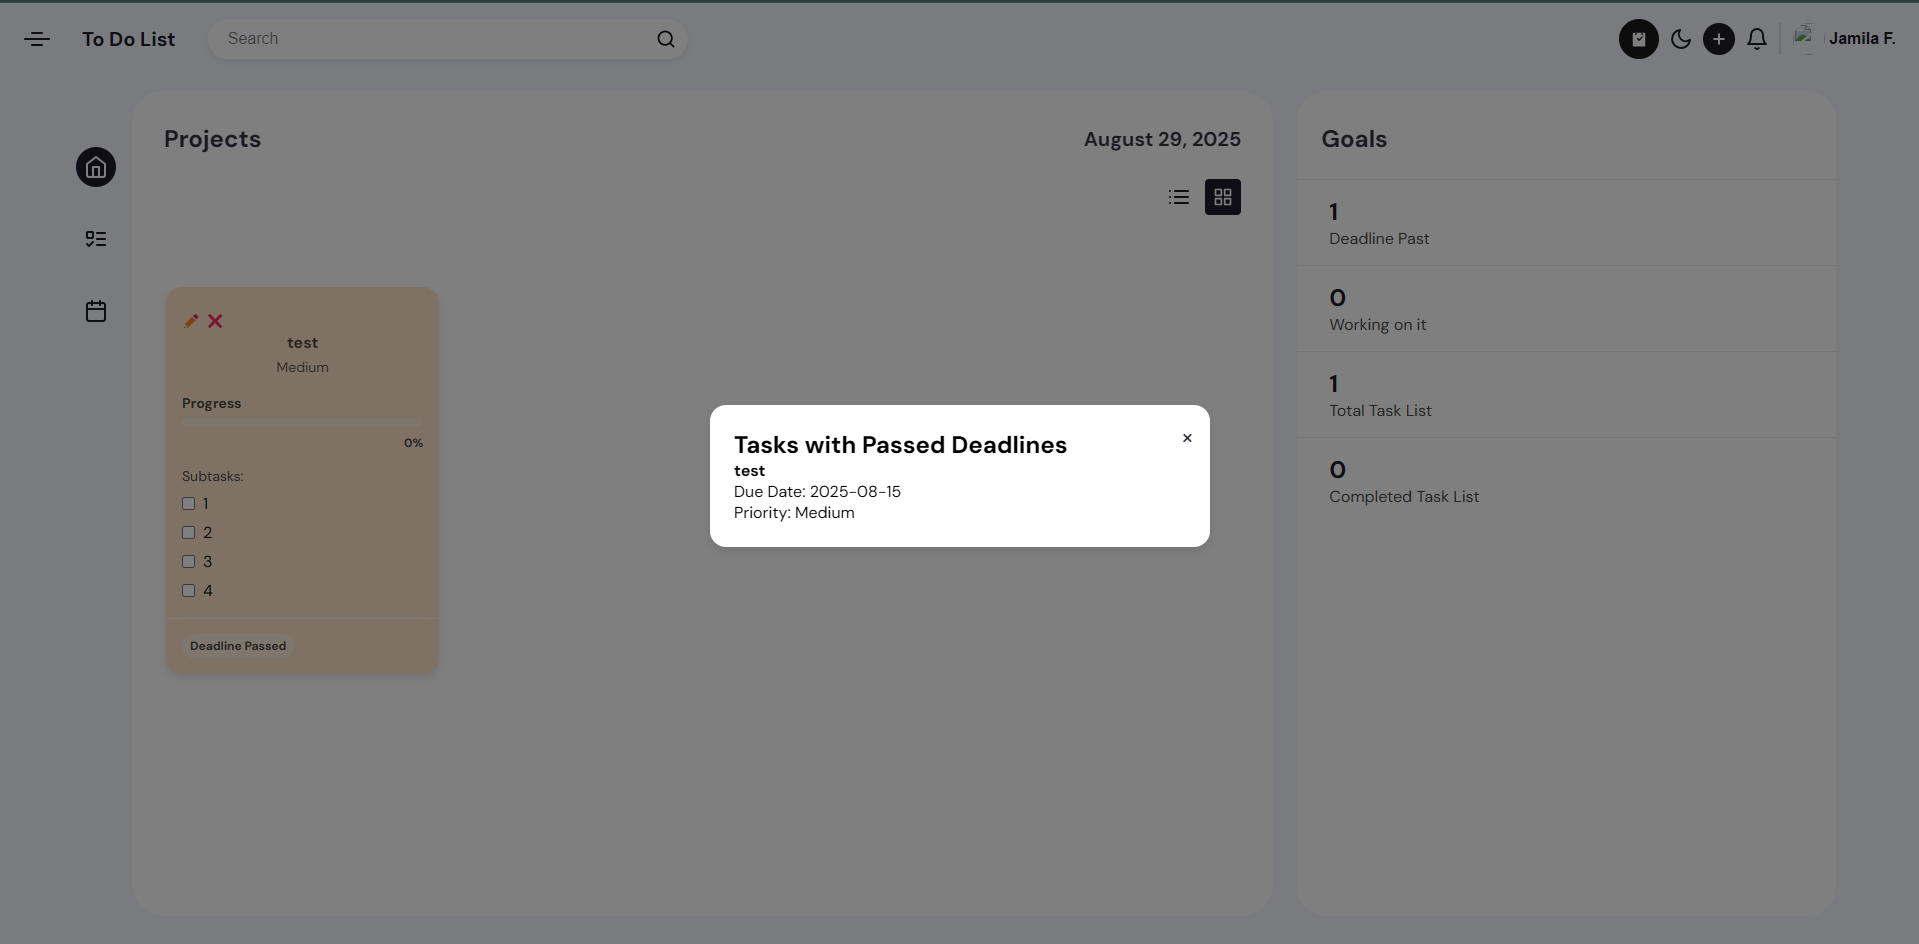 To Do List
Search
Jamila F.
Projects
August 29, 2025
test
Medium
Progress
0%
Subtasks:
1
2
3
4
Deadline Passed
Tasks with Passed Deadlines
test
Due Date: 2025-08-15
Priority: Medium
Goals
1
Deadline Past
0
Working on it
1
Total Task List
0
Completed Task List